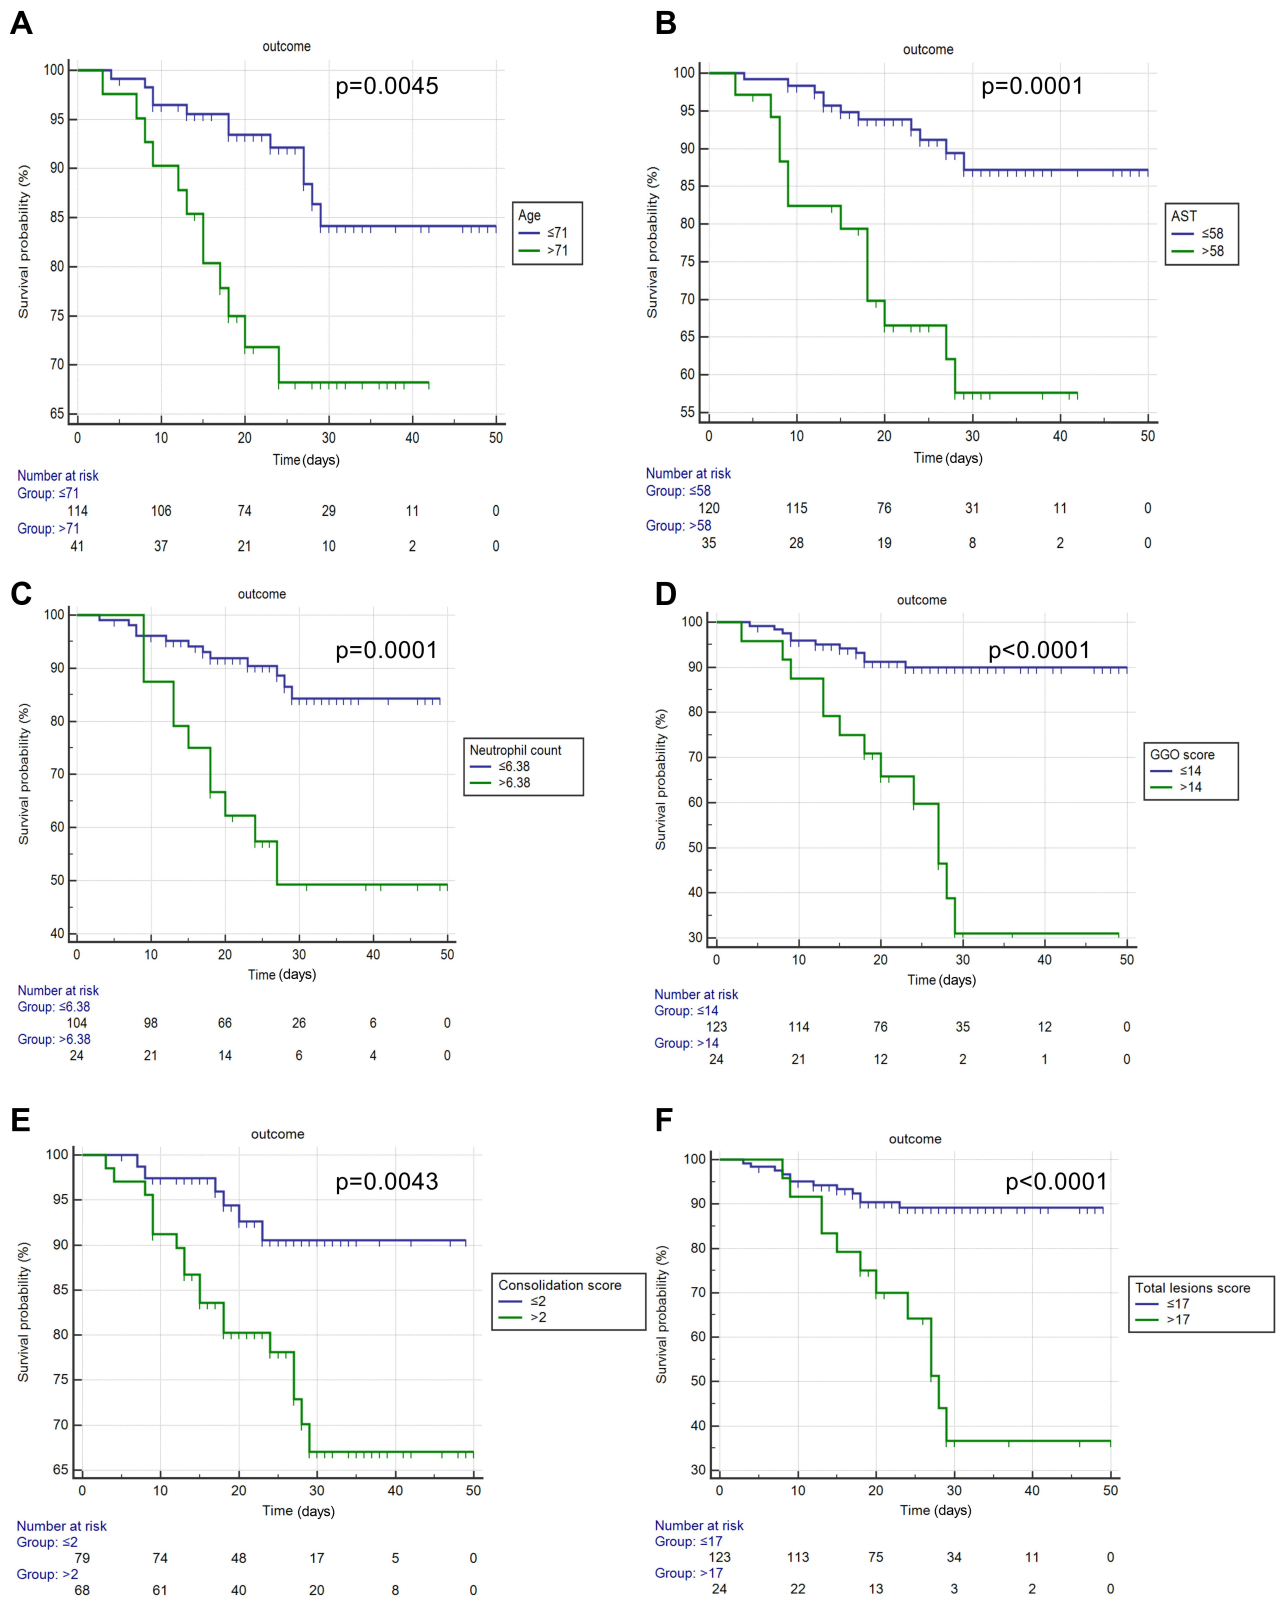 A
outcome
p=0.0045
Survival probability (%)
100
95
90
85
80
75
70
65
0 10 20 30 40 50
Time (days)
Age
≤71
>71
Number at risk
Group: ≤71
114 106 74 29 11 0
Group: >71
41 37 21 10 2 0
B
outcome
p=0.0001
Survival probability (%)
100
95
90
85
80
75
70
65
60
55
0 10 20 30 40 50
Time (days)
AST
≤58
>58
Number at risk
Group: ≤58
120 115 76 31 11 0
Group: >58
35 28 19 8 2 0
C
outcome
p=0.0001
Survival probability (%)
100
90
80
70
60
50
40
0 10 20 30 40 50
Time (days)
Neutrophil count
≤6.38
>6.38
Number at risk
Group: ≤6.38
104 98 66 26 6 0
Group: >6.38
24 21 14 6 4 0
D
outcome
p<0.0001
Survival probability (%)
100
90
80
70
60
50
40
30
0 10 20 30 40 50
Time (days)
GGO score
≤14
>14
Number at risk
Group: ≤14
123 114 76 35 12 0
Group: >14
24 21 12 2 1 0
E
outcome
p=0.0043
Survival probability (%)
100
95
90
85
80
75
70
65
0 10 20 30 40 50
Time (days)
Consolidation score
≤2
>2
Number at risk
Group: ≤2
79 74 48 17 5 0
Group: >2
68 61 40 20 8 0
F
outcome
p<0.0001
Survival probability (%)
100
90
80
70
60
50
40
30
0 10 20 30 40 50
Time (days)
Total lesions score
≤17
>17
Number at risk
Group: ≤17
123 113 75 34 11 0
Group: >17
24 22 13 3 2 0